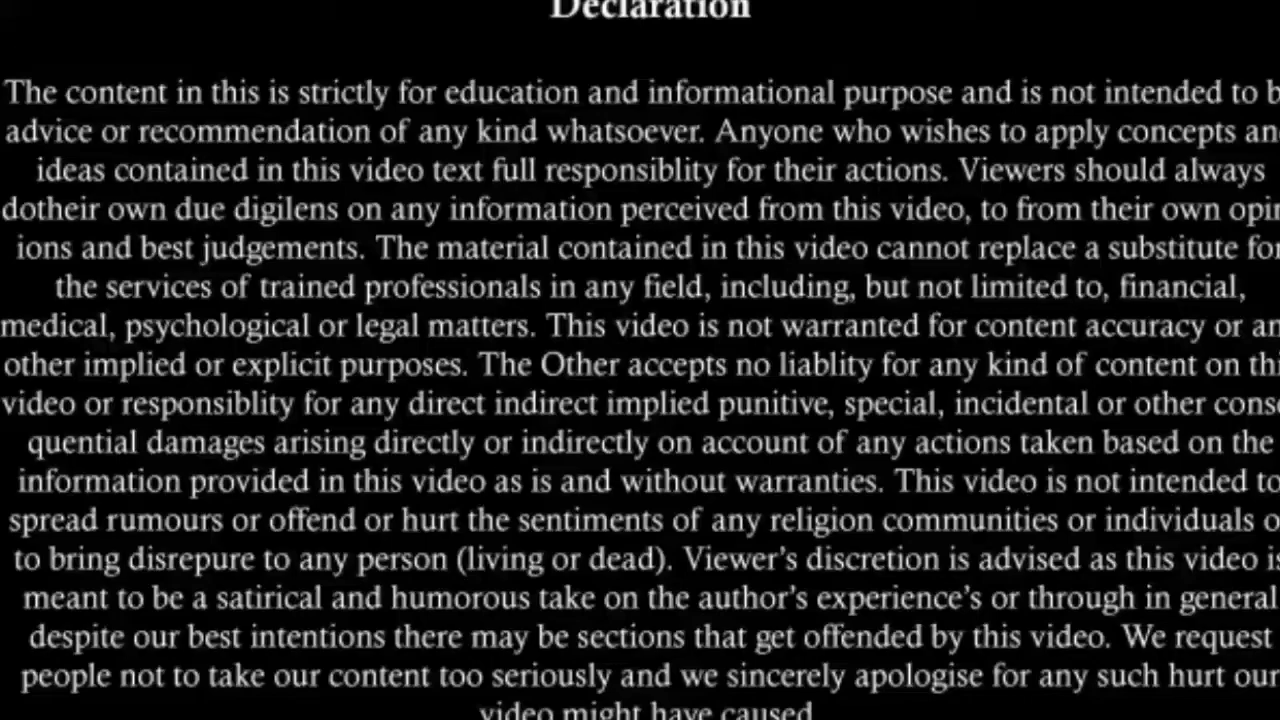 Declaration
The content in this is strictly for education and informational purpose and is not intended to b
advice or recommendation of any kind whatsoever. Anyone who wishes to apply concepts an
ideas contained in this video text full responsiblity for their actions. Viewers should always
dotheir own due digilens on any information perceived from this video, to from their own opin
ions and best judgements. The material contained in this video cannot replace a substitute for
the services of trained professionals in any field, including, but not limited to, financial,
medical, psychological or legal matters. This video is not warranted for content accuracy or an
other implied or explicit purposes. The Other accepts no liablity for any kind of content on thi
video or responsiblity for any direct indirect implied punitive, special, incidental or other conse
quential damages arising directly or indirectly on account of any actions taken based on the
information provided in this video as is and without warranties. This video is not intended to
spread rumours or offend or hurt the sentiments of any religion communities or individuals o
to bring disrepure to any person (living or dead). Viewer's discretion is advised as this video is
meant to be a satirical and humorous take on the author's experience's or through in general
despite our best intentions there may be sections that get offended by this video. We request
people not to take our content too seriously and we sincerely apologise for any such hurt our
video might have caused